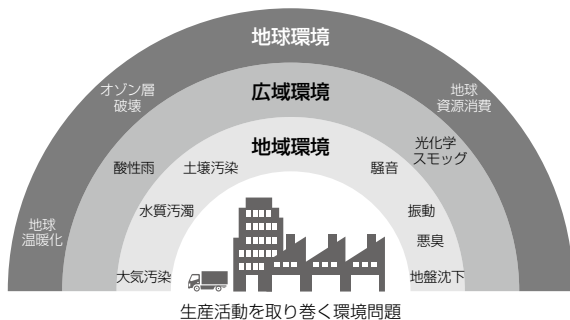 地球環境
オゾン層
破壊
広域環境
地球
資源消費
地域環境
光化学
スモッグ
酸性雨
土壌汚染
騒音
地球
温暖化
水質汚濁
振動
悪臭
大気汚染
地盤沈下
生産活動を取り巻く環境問題